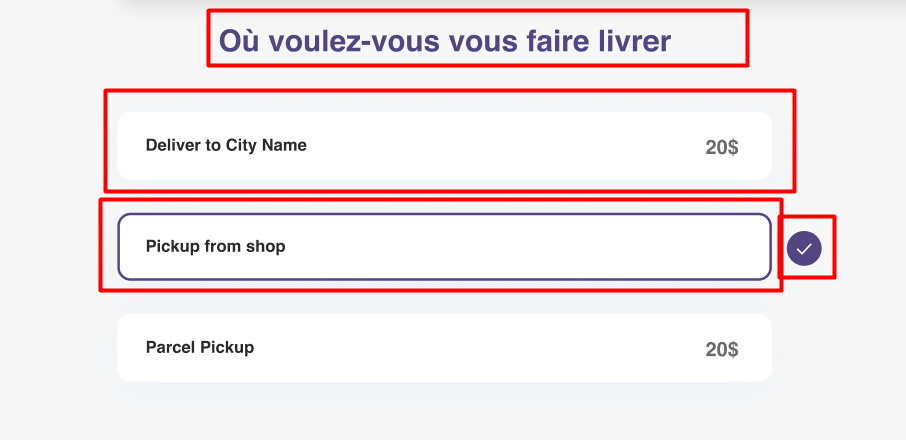 Où voulez-vous vous faire livrer
Deliver to City Name 20$
Pickup from shop
Parcel Pickup 20$